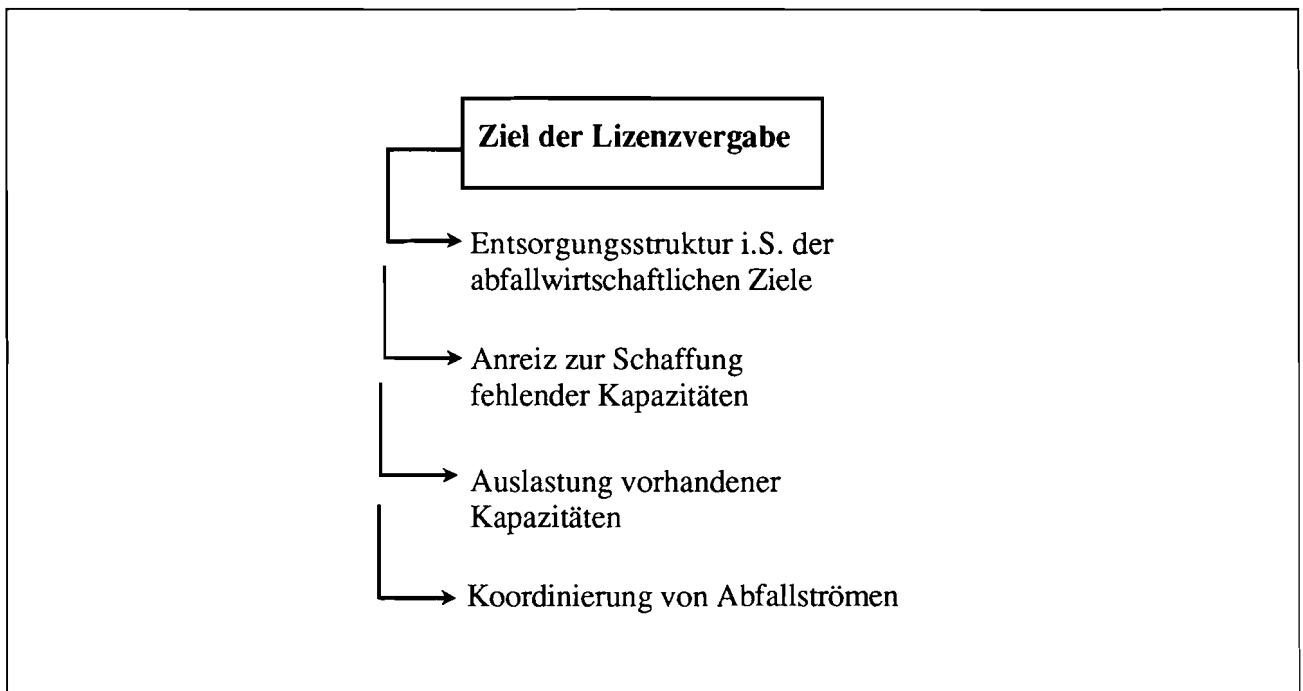 Ziel der Lizenzvergabe
Entsorgungsstruktur i.S. der
abfallwirtschaftlichen Ziele
Anreiz zur Schaffung
fehlender Kapazitäten
Auslastung vorhandener
Kapazitäten
Koordinierung von Abfallströmen